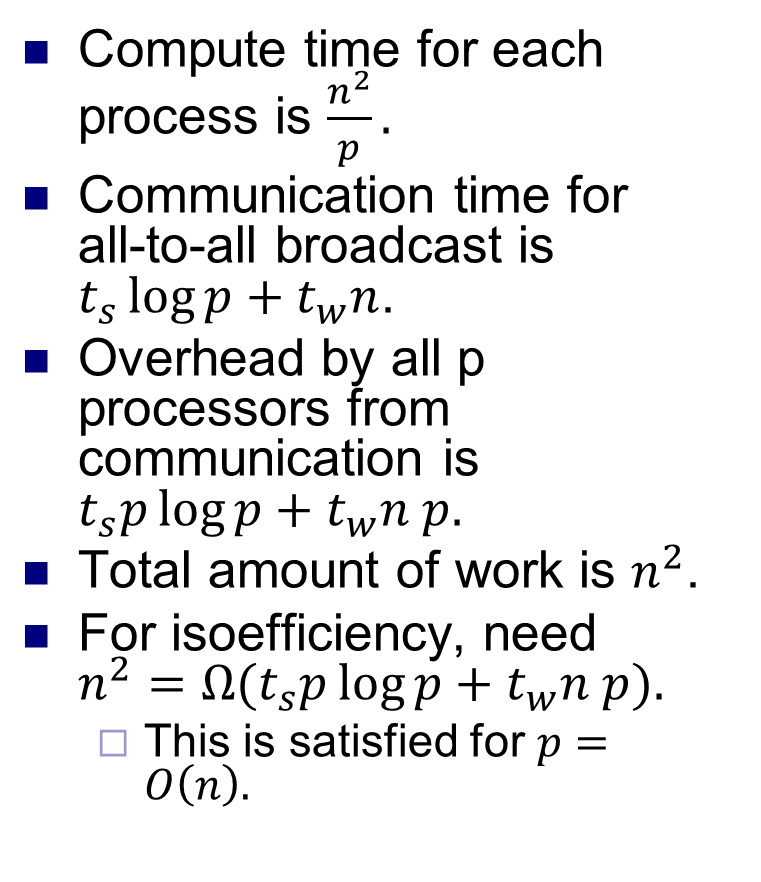 ■ Compute time for each
process is n²/p.
■ Communication time for
all-to-all broadcast is
tₛ log p + t_w n.
■ Overhead by all p
processors from
communication is
tₛp log p + t_w n p.
■ Total amount of work is n².
■ For isoefficiency, need
n² = Ω(tₛp log p + t_w n p).
□ This is satisfied for p =
O(n).